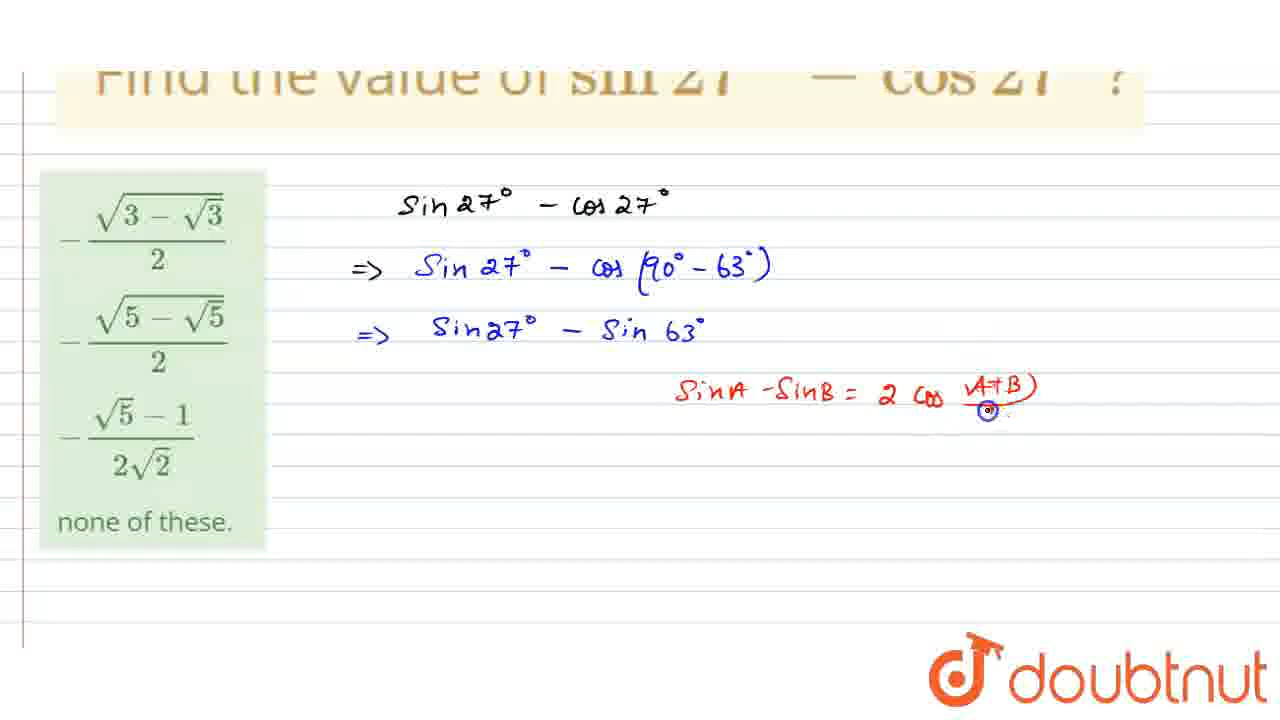 Find the value of sin 27 − cos 27 ?
− √(3 − √3) / 2
− √(5 − √5) / 2
− (√5 − 1) / 2√2
none of these.
Sin 27° − cos 27°
=> Sin 27° − cos (90° − 63°)
=> Sin 27° − Sin 63°
SinA − SinB = 2 cos (A+B)
doubtnut